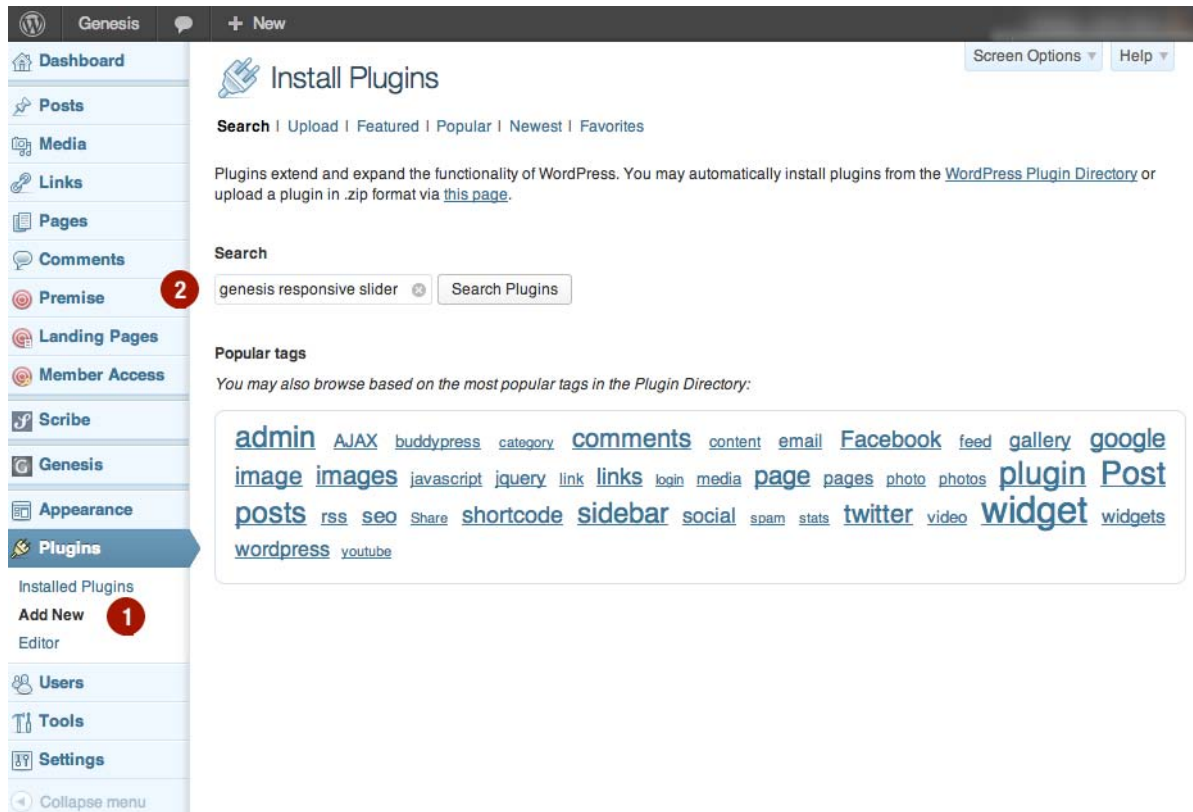 Genesis + New
Screen Options Help
Dashboard
Posts
Media
Links
Pages
Comments
Premise
Landing Pages
Member Access
Scribe
Genesis
Appearance
Plugins
Installed Plugins
Add New 1
Editor
Users
Tools
Settings
Collapse menu
Install Plugins
Search | Upload | Featured | Popular | Newest | Favorites
Plugins extend and expand the functionality of WordPress. You may automatically install plugins from the WordPress Plugin Directory or
upload a plugin in .zip format via this page.
Search
2 genesis responsive slider Search Plugins
Popular tags
You may also browse based on the most popular tags in the Plugin Directory:
admin AJAX buddypress category comments content email Facebook feed gallery google
image images javascript jquery link links login media page pages photo photos plugin Post
posts rss seo Share shortcode sidebar social spam stats twitter video widget widgets
wordpress youtube